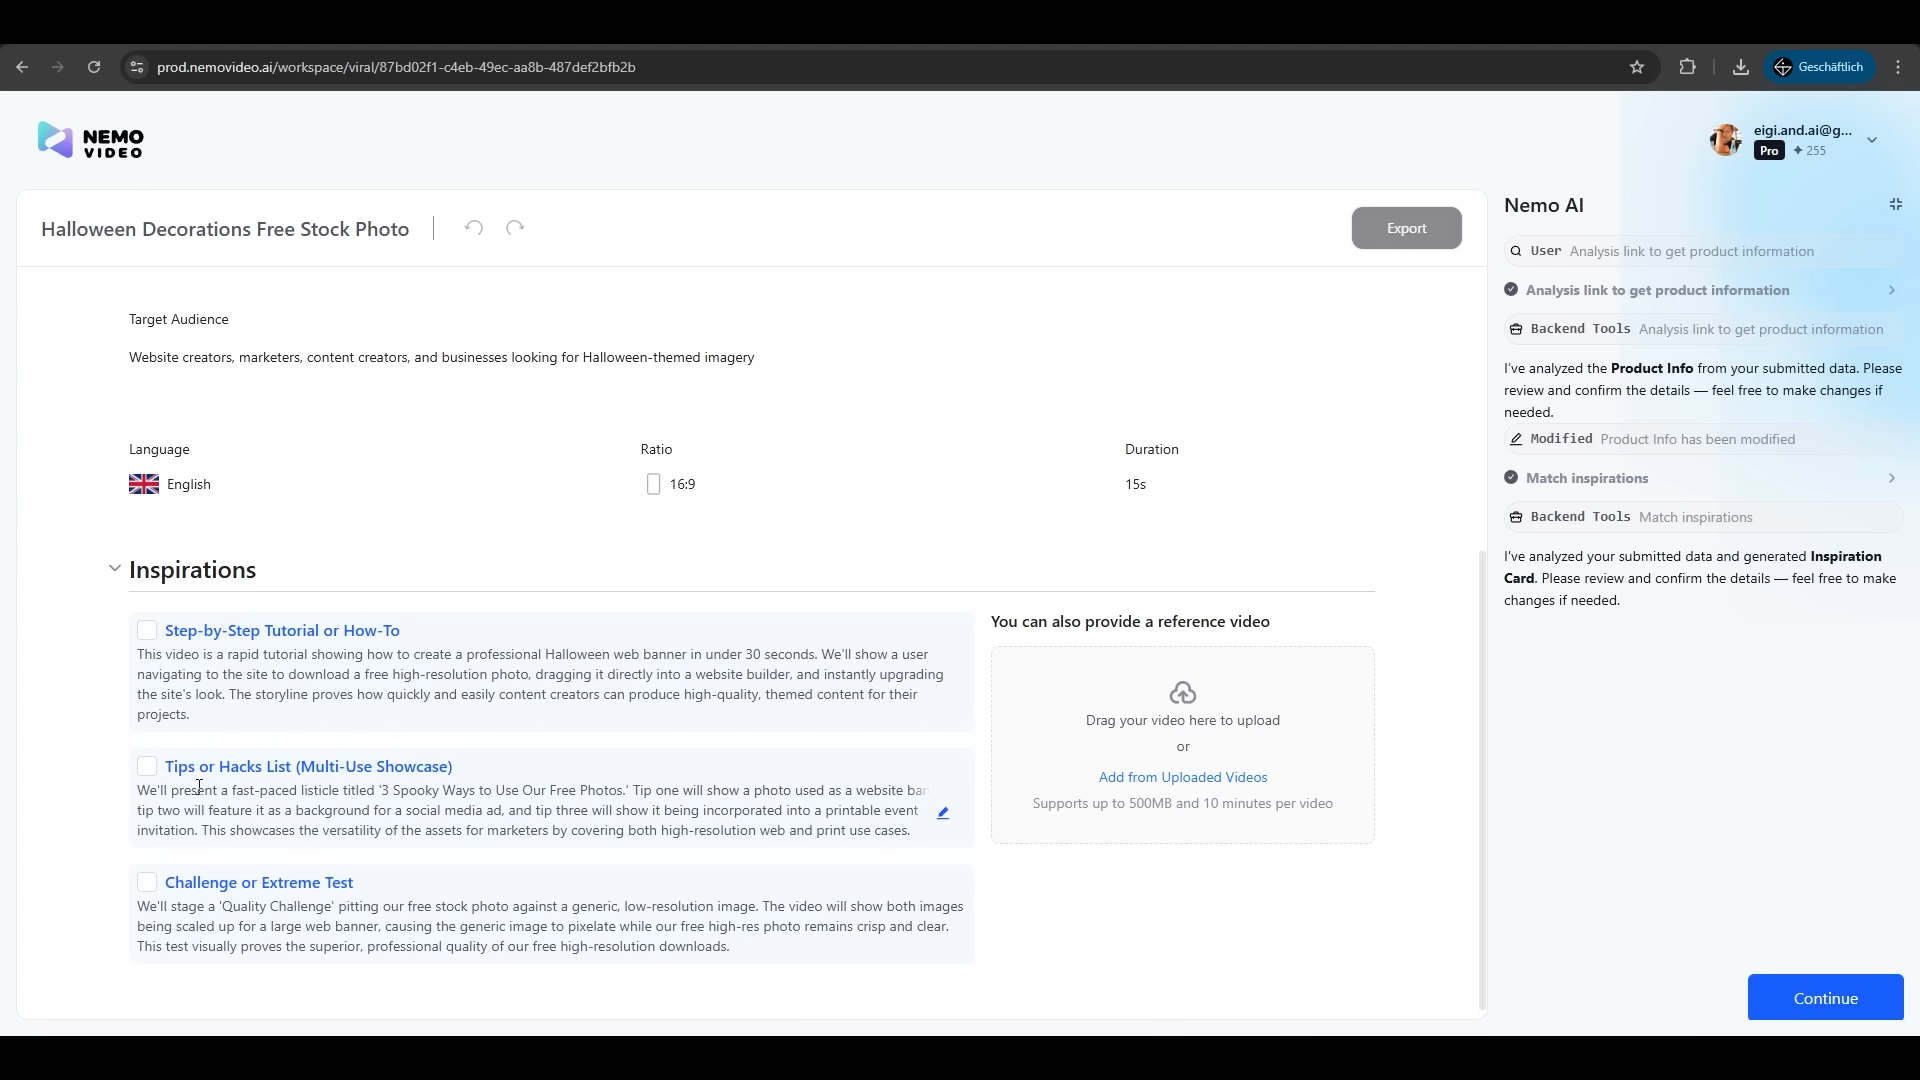 prod.nemovideo.ai/workspace/viral/87bd02f1-c4eb-49ec-aa8b-487def2bfb2b
Geschäftlich
NEMO
VIDEO
eigi.and.ai@g...
Pro
255
Halloween Decorations Free Stock Photo
Export
Target Audience
Website creators, marketers, content creators, and businesses looking for Halloween-themed imagery
Language
Ratio
Duration
English
16:9
15s
Inspirations
Step-by-Step Tutorial or How-To
This video is a rapid tutorial showing how to create a professional Halloween web banner in under 30 seconds. We'll show a user
navigating to the site to download a free high-resolution photo, dragging it directly into a website builder, and instantly upgrading
the site's look. The storyline proves how quickly and easily content creators can produce high-quality, themed content for their
projects.
Tips or Hacks List (Multi-Use Showcase)
We'll present a fast-paced listicle titled '3 Spooky Ways to Use Our Free Photos.' Tip one will show a photo used as a website
tip two will feature it as a background for a social media ad, and tip three will show it being incorporated into a printable event
invitation. This showcases the versatility of the assets for marketers by covering both high-resolution web and print use cases.
Challenge or Extreme Test
We'll stage a 'Quality Challenge' pitting our free stock photo against a generic, low-resolution image. The video will show both images
being scaled up for a large web banner, causing the generic image to pixelate while our free high-res photo remains crisp and clear.
This test visually proves the superior, professional quality of our free high-resolution downloads.
You can also provide a reference video
Drag your video here to upload
or
Add from Uploaded Videos
Supports up to 500MB and 10 minutes per video
Nemo AI
User Analysis link to get product information
Analysis link to get product information
Backend Tools Analysis link to get product information
I've analyzed the Product Info from your submitted data. Please
review and confirm the details — feel free to make changes if
needed.
Modified Product Info has been modified
Match inspirations
Backend Tools Match inspirations
I've analyzed your submitted data and generated Inspiration
Card. Please review and confirm the details — feel free to make
changes if needed.
Continue